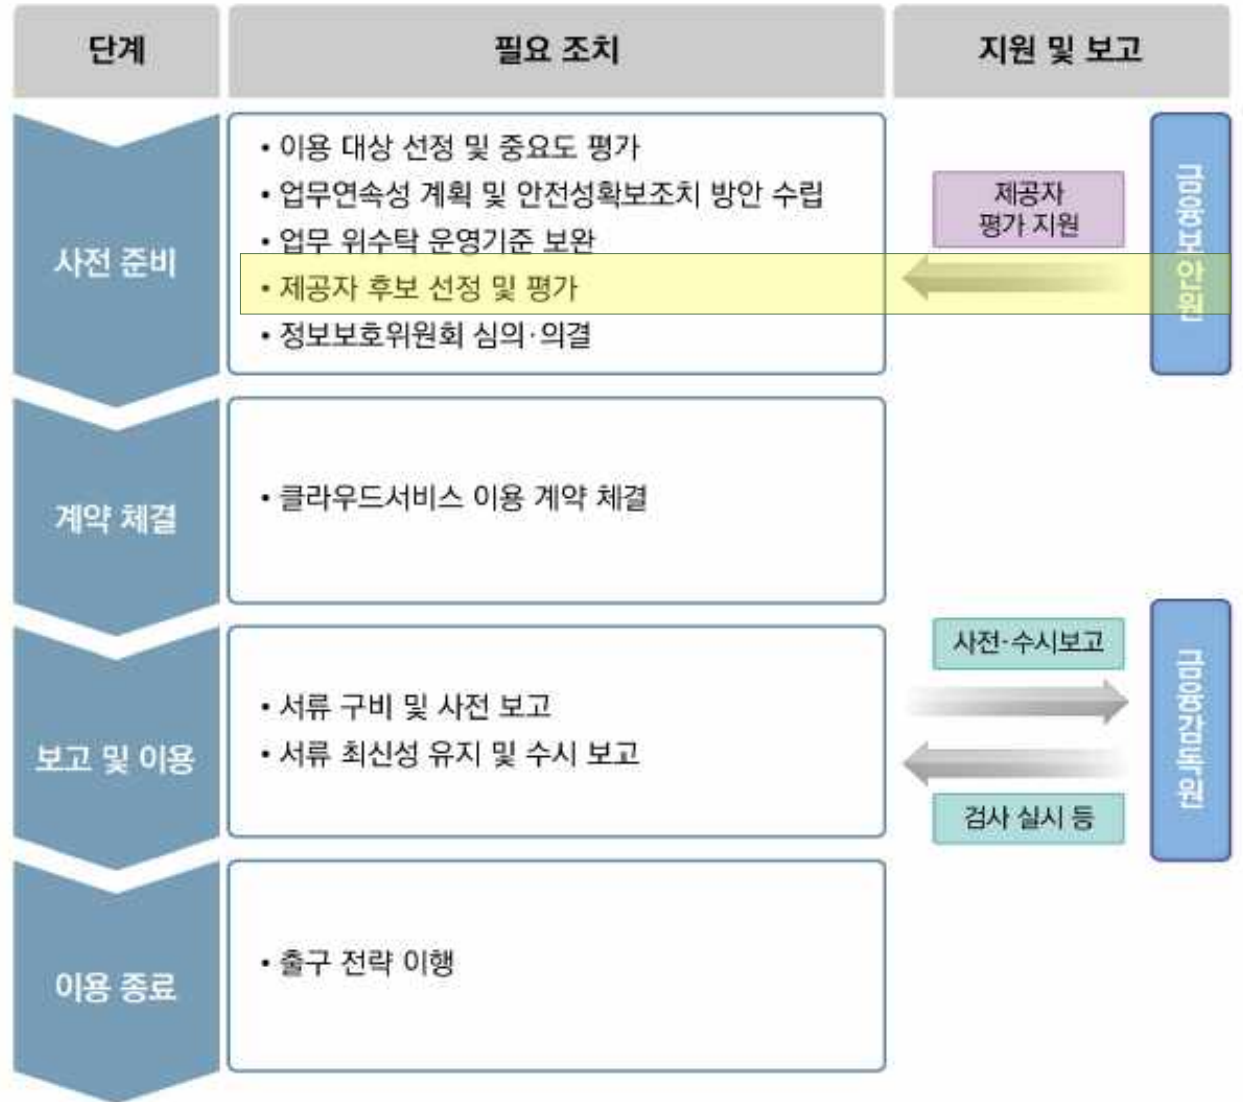 단계
필요 조치
지원 및 보고
사전 준비
• 이용 대상 선정 및 중요도 평가
• 업무연속성 계획 및 안전성확보조치 방안 수립
• 업무 위수탁 운영기준 보완
• 제공자 후보 선정 및 평가
• 정보보호위원회 심의·의결
제공자
평가 지원
금융보안원
계약 체결
• 클라우드서비스 이용 계약 체결
보고 및 이용
• 서류 구비 및 사전 보고
• 서류 최신성 유지 및 수시 보고
사전·수시보고
검사 실시 등
금융감독원
이용 종료
• 출구 전략 이행